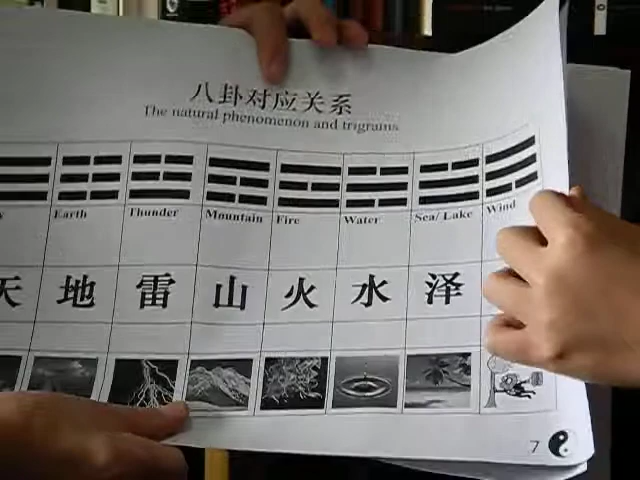 八卦对应关系
The natural phenomenon and trigrams
Earth Thunder Mountain Fire Water Sea/ Lake Wind
天 地 雷 山 火 水 泽
7